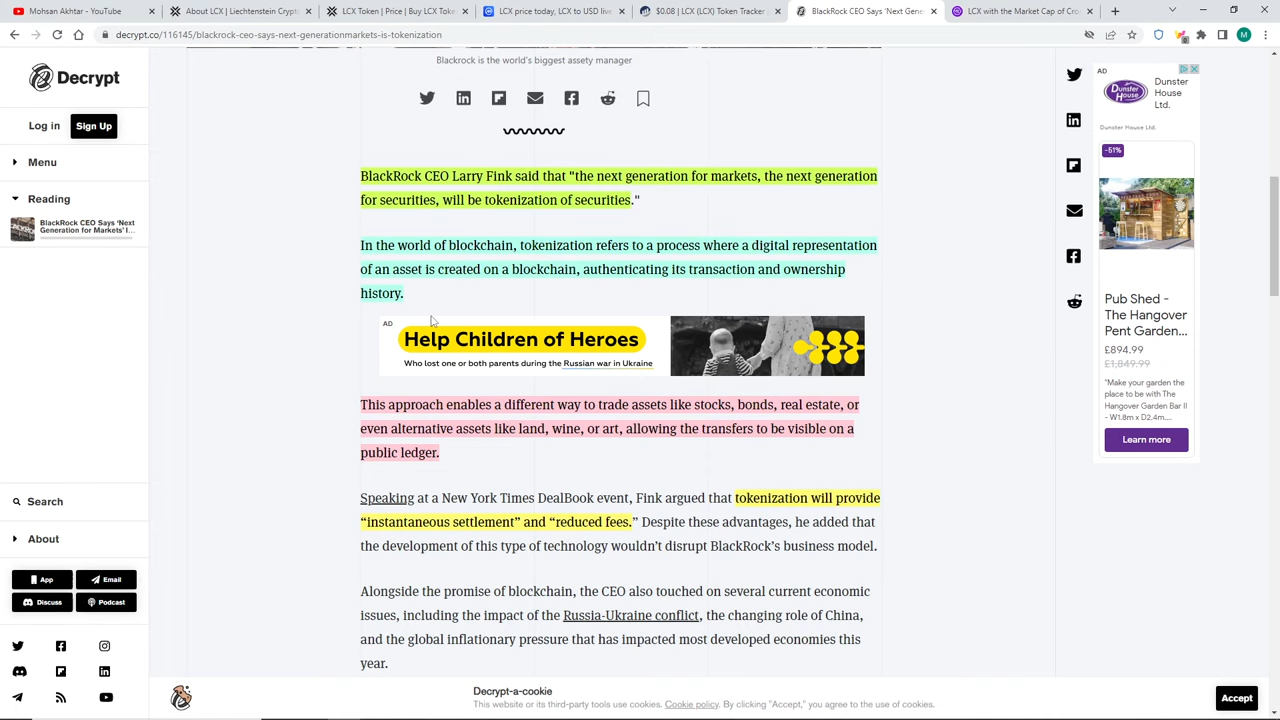 Mohsan Akhtar - YouTube
About LCX | Liechtenstein Crypt
LCX Token | Price | Buy LCX Toke
LCX price today, LCX to USD live
$0.08 | LCX (LCX) Token Tracker |
BlackRock CEO Says 'Next Gene
LCX with the Market Cap of Cro
decrypt.co/116145/blackrock-ceo-says-next-generationmarkets-is-tokenization
M
Decrypt
Log in
Sign Up
Menu
Reading
BlackRock CEO Says ‘Next
Generation for Markets’ I...
Search
About
App
Email
Discuss
Podcast
Blackrock is the world's biggest assety manager
BlackRock CEO Larry Fink said that "the next generation for markets, the next generation
for securities, will be tokenization of securities."
In the world of blockchain, tokenization refers to a process where a digital representation
of an asset is created on a blockchain, authenticating its transaction and ownership
history.
AD
Help Children of Heroes
Who lost one or both parents during the Russian war in Ukraine
This approach enables a different way to trade assets like stocks, bonds, real estate, or
even alternate assets like land, wine, or art, allowing the transfers to be visible on a
public ledger.
Speaking at a New York Times DealBook event, Fink argued that tokenization will provide
“instantaneous settlement” and “reduced fees.” Despite these advantages, he added that
the development of this type of technology wouldn’t disrupt BlackRock’s business model.
Alongside the promise of blockchain, the CEO also touched on several current economic
issues, including the impact of the Russia-Ukraine conflict, the changing role of China,
and the global inflationary pressure that has impacted most developed economies this
year.
AD
Dunster House
Dunster
House
Ltd.
Dunster House Ltd.
-51%
Pub Shed -
The Hangover
Pent Garden...
£894.99
£1,849.99
"Make your garden the
place to be with The
Hangover Garden Bar II
- W1.8m x D2.4m....
Learn more
Decrypt-a-cookie
This website or its third-party tools use cookies. Cookie policy. By clicking "Accept," you agree to the use of cookies.
Accept